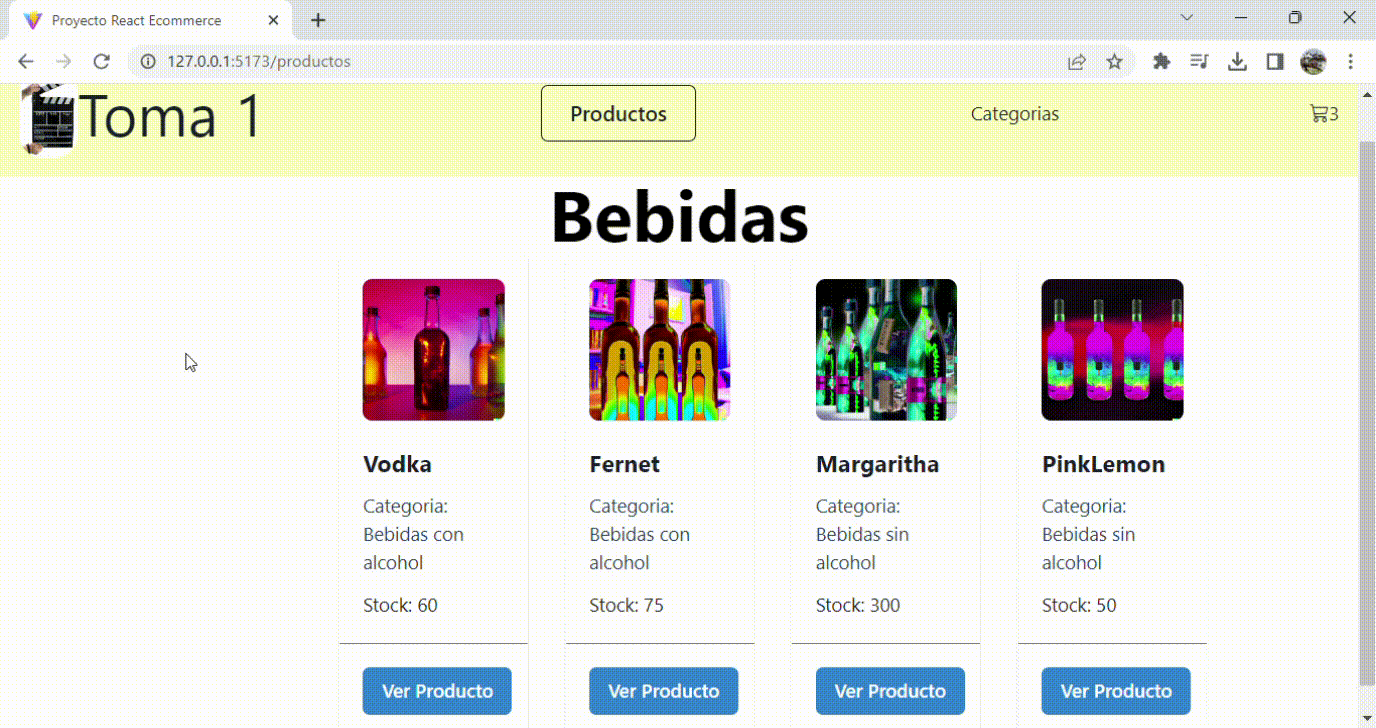 Proyecto React Ecommerce
127.0.0.1:5173/productos
Toma 1
Productos
Categorias
3
Bebidas
Vodka
Categoria:
Bebidas con
alcohol
Stock: 60
Ver Producto
Fernet
Categoria:
Bebidas con
alcohol
Stock: 75
Ver Producto
Margaritha
Categoria:
Bebidas sin
alcohol
Stock: 300
Ver Producto
PinkLemon
Categoria:
Bebidas sin
alcohol
Stock: 50
Ver Producto